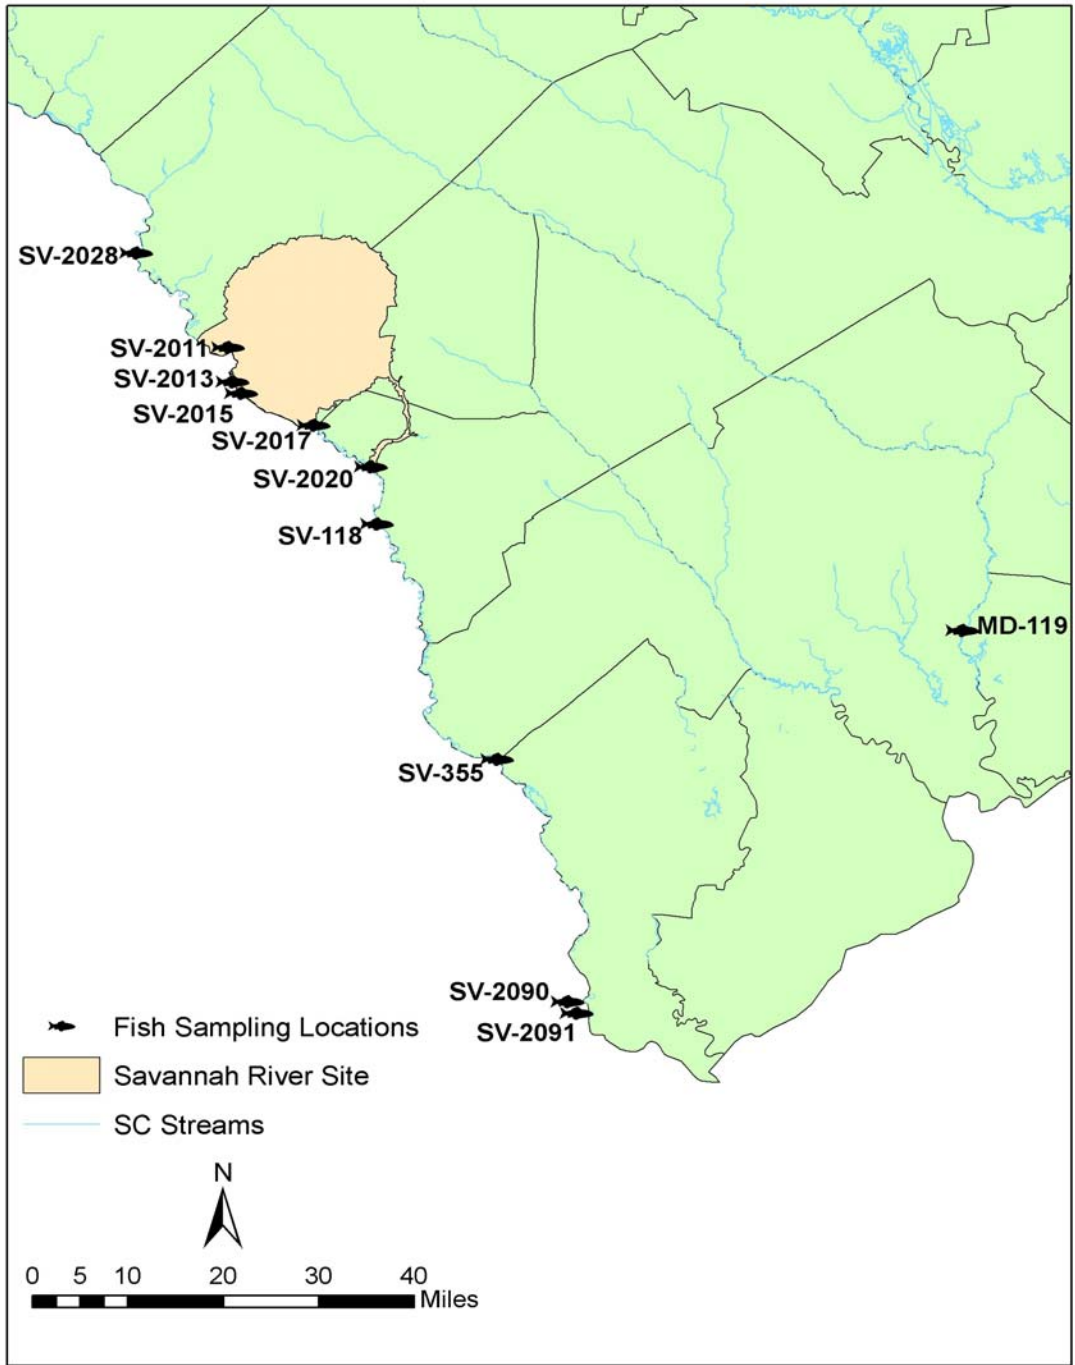 SV-2028
SV-2011
SV-2013
SV-2015
SV-2017
SV-2020
SV-118
MD-119
SV-355
SV-2090
SV-2091
Fish Sampling Locations
Savannah River Site
SC Streams
N
0 5 10 20 30 40
Miles